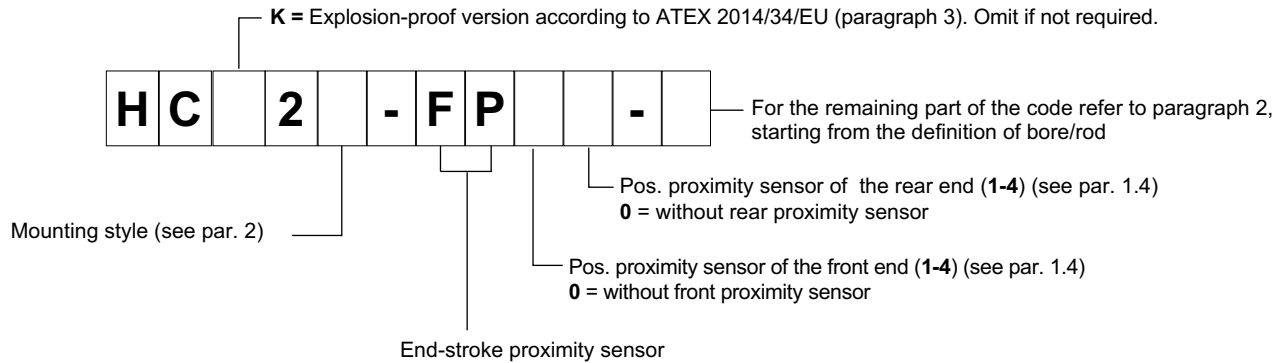 K = Explosion-proof version according to ATEX 2014/34/EU (paragraph 3). Omit if not required.
H C 2 - F P -
For the remaining part of the code refer to paragraph 2,
starting from the definition of bore/rod
Pos. proximity sensor of the rear end (1-4) (see par. 1.4)
0 = without rear proximity sensor
Mounting style (see par. 2)
Pos. proximity sensor of the front end (1-4) (see par. 1.4)
0 = without front proximity sensor
End-stroke proximity sensor